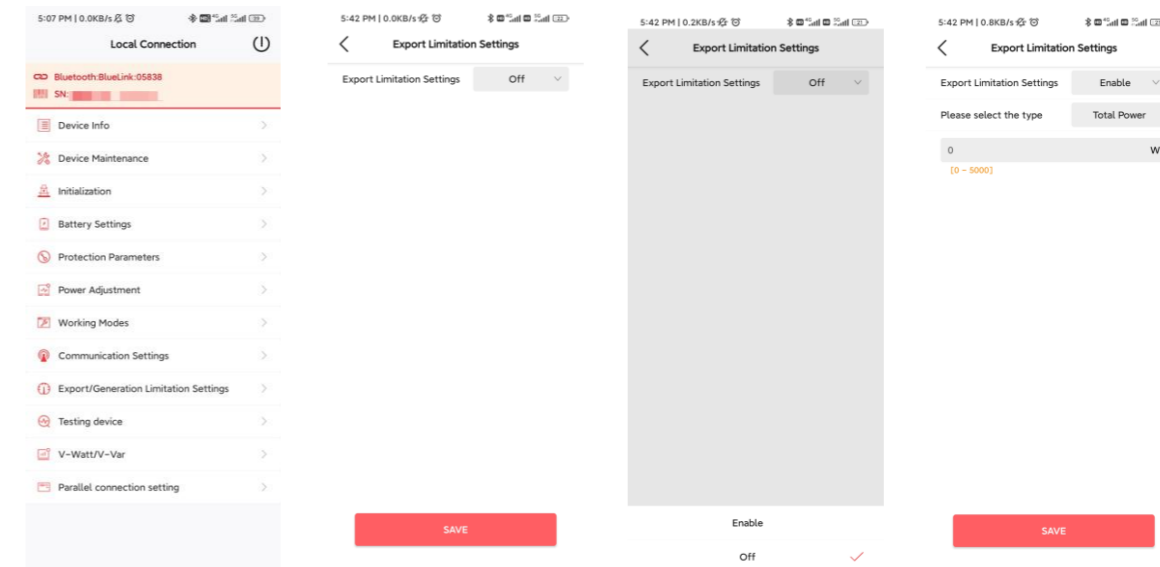 5:07 PM | 0.0KB/s
Local Connection
Bluetooth:BlueLink:05838
SN:
Device Info
Device Maintenance
Initialization
Battery Settings
Protection Parameters
Power Adjustment
Working Modes
Communication Settings
Export/Generation Limitation Settings
Testing device
V-Watt/V-Var
Parallel connection setting
5:42 PM | 0.0KB/s
Export Limitation Settings
Export Limitation Settings Off
SAVE
5:42 PM | 0.2KB/s
Export Limitation Settings
Export Limitation Settings Off
Enable
Off
5:42 PM | 0.8KB/s
Export Limitation Settings
Export Limitation Settings Enable
Please select the type Total Power
0 W
[0 ~ 5000]
SAVE